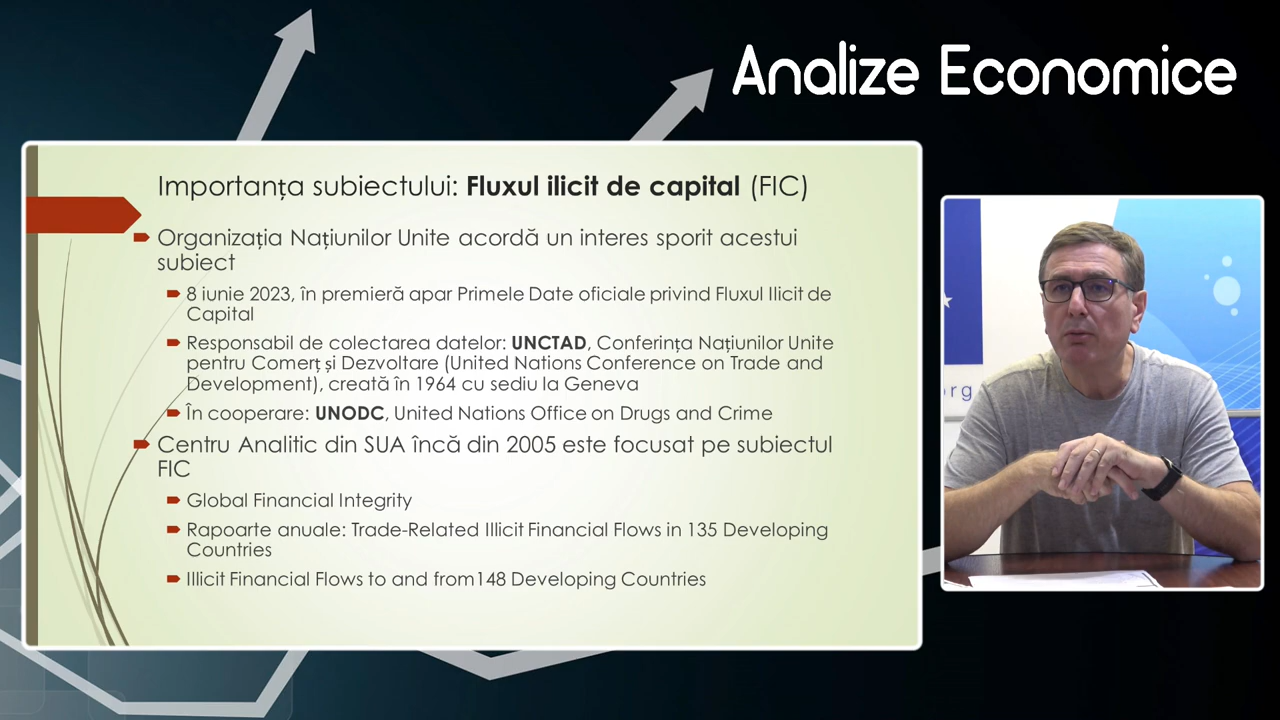 Analize Economice
Importanța subiectului: Fluxul ilicit de capital (FIC)
Organizația Națiunilor Unite acordă un interes sporit acestui
subiect
8 iunie 2023, în premieră apar Primele Date oficiale privind Fluxul Ilicit de
Capital
Responsabil de colectarea datelor: UNCTAD, Conferința Națiunilor Unite
pentru Comerț și Dezvoltare (United Nations Conference on Trade and
Development), creată în 1964 cu sediu la Geneva
În cooperare: UNODC, United Nations Office on Drugs and Crime
Centru Analitic din SUA încă din 2005 este focusat pe subiectul
FIC
Global Financial Integrity
Rapoarte anuale: Trade-Related Illicit Financial Flows in 135 Developing
Countries
Illicit Financial Flows to and from148 Developing Countries
org